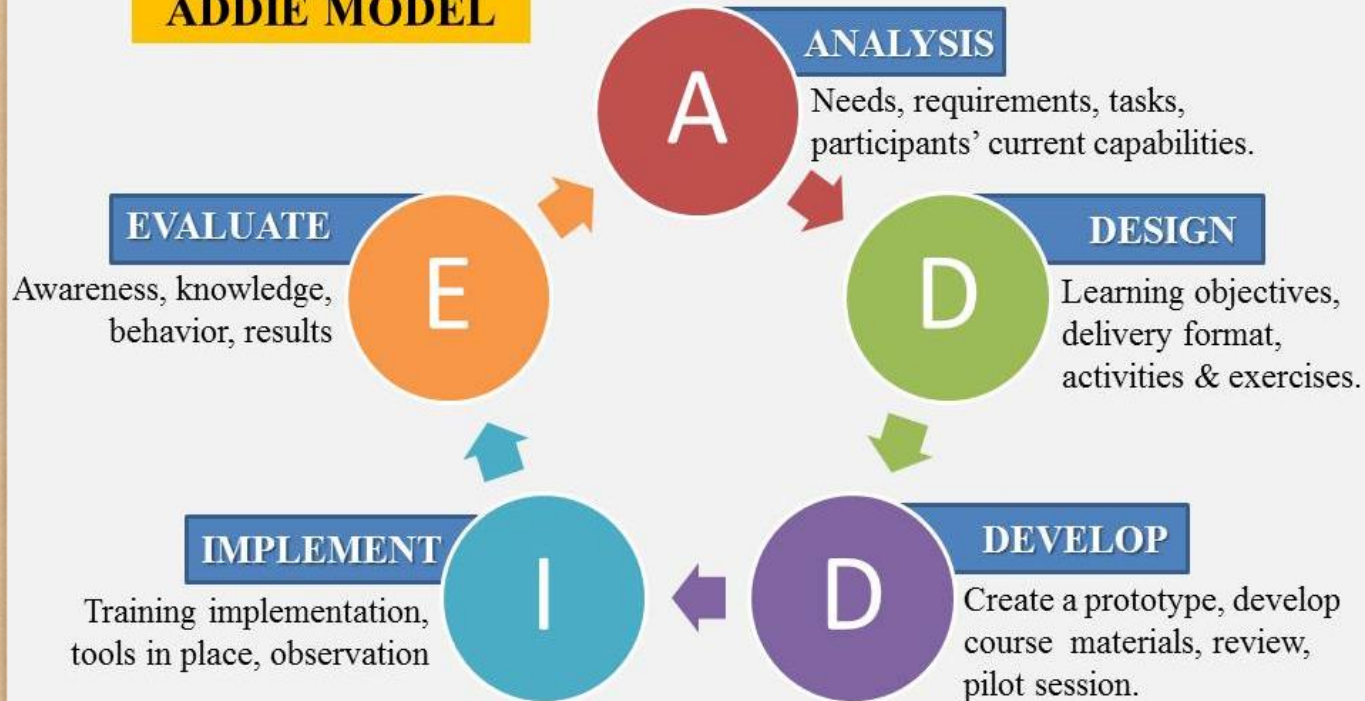 ADDIE MODEL
A
ANALYSIS
Needs, requirements, tasks,
participants’ current capabilities.
D
DESIGN
Learning objectives,
delivery format,
activities & exercises.
D
DEVELOP
Create a prototype, develop
course materials, review,
pilot session.
I
IMPLEMENT
Training implementation,
tools in place, observation
E
EVALUATE
Awareness, knowledge,
behavior, results